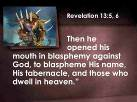 Revelation 13:5, 6
Then he
opened his
mouth in blasphemy against
God, to blaspheme His name,
His tabernacle, and those who
dwell in heaven."